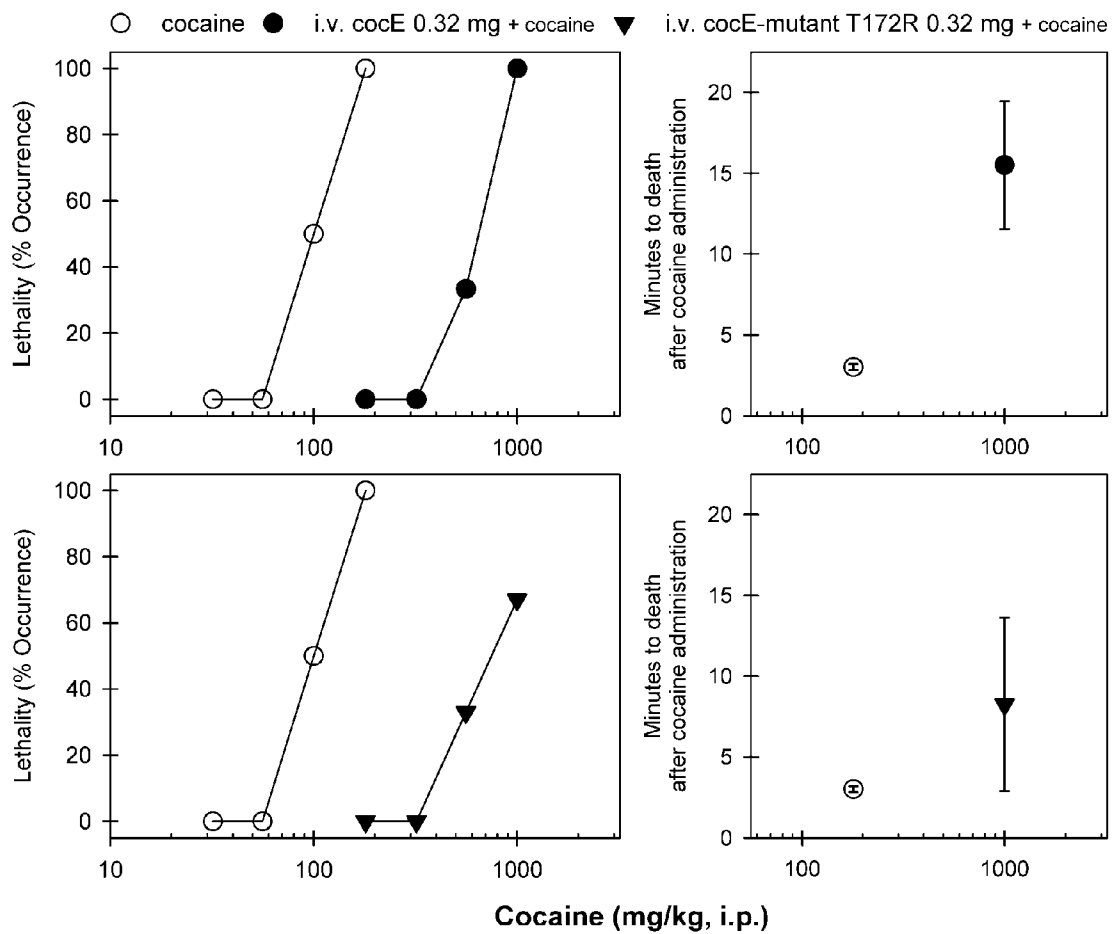 cocaine i.v. cocE 0.32 mg + cocaine i.v. cocE-mutant T172R 0.32 mg + cocaine
Lethality (% Occurrence)
100
80
60
40
20
0
10 100 1000
Minutes to death
after cocaine administration
20
15
10
5
0
100 1000
Lethality (% Occurrence)
100
80
60
40
20
0
10 100 1000
Minutes to death
after cocaine administration
20
15
10
5
0
100 1000
Cocaine (mg/kg, i.p.)